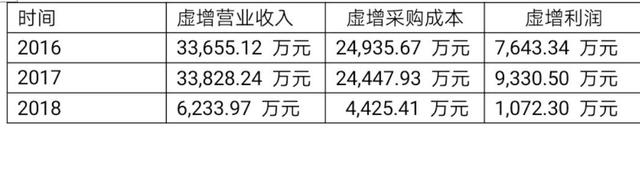 时间 虚增营业收入 虚增采购成本 虚增利润
2016 33,655.12 万元 24,935.67 万元 7,643.34 万元
2017 33,828.24 万元 24,447.93 万元 9,330.50 万元
2018 6,233.97 万元 4,425.41 万元 1,072.30 万元